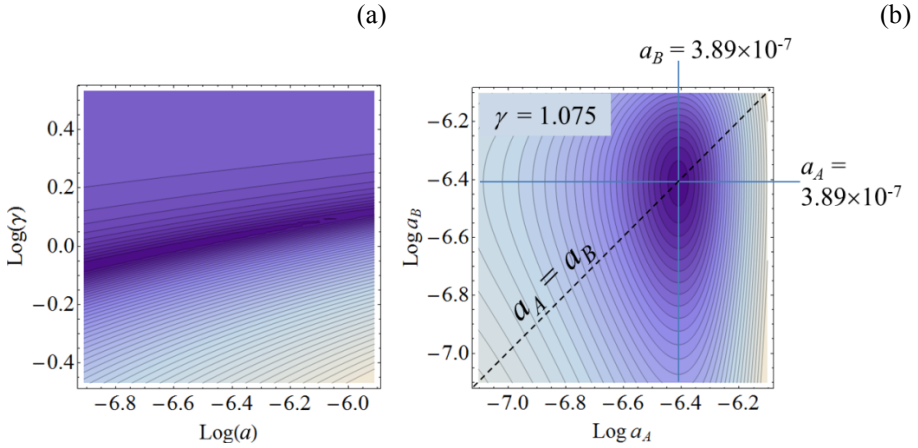 (a)
(b)
a_B = 3.89×10^-7
γ = 1.075
a_A =
3.89×10^-7
a_A = a_B
Log(γ)
0.4
0.2
0.0
−0.2
−0.4
−6.8 −6.6 −6.4 −6.2 −6.0
Log(a)
Log a_B
−6.2
−6.4
−6.6
−6.8
−7.0
−7.0 −6.8 −6.6 −6.4 −6.2
Log a_A